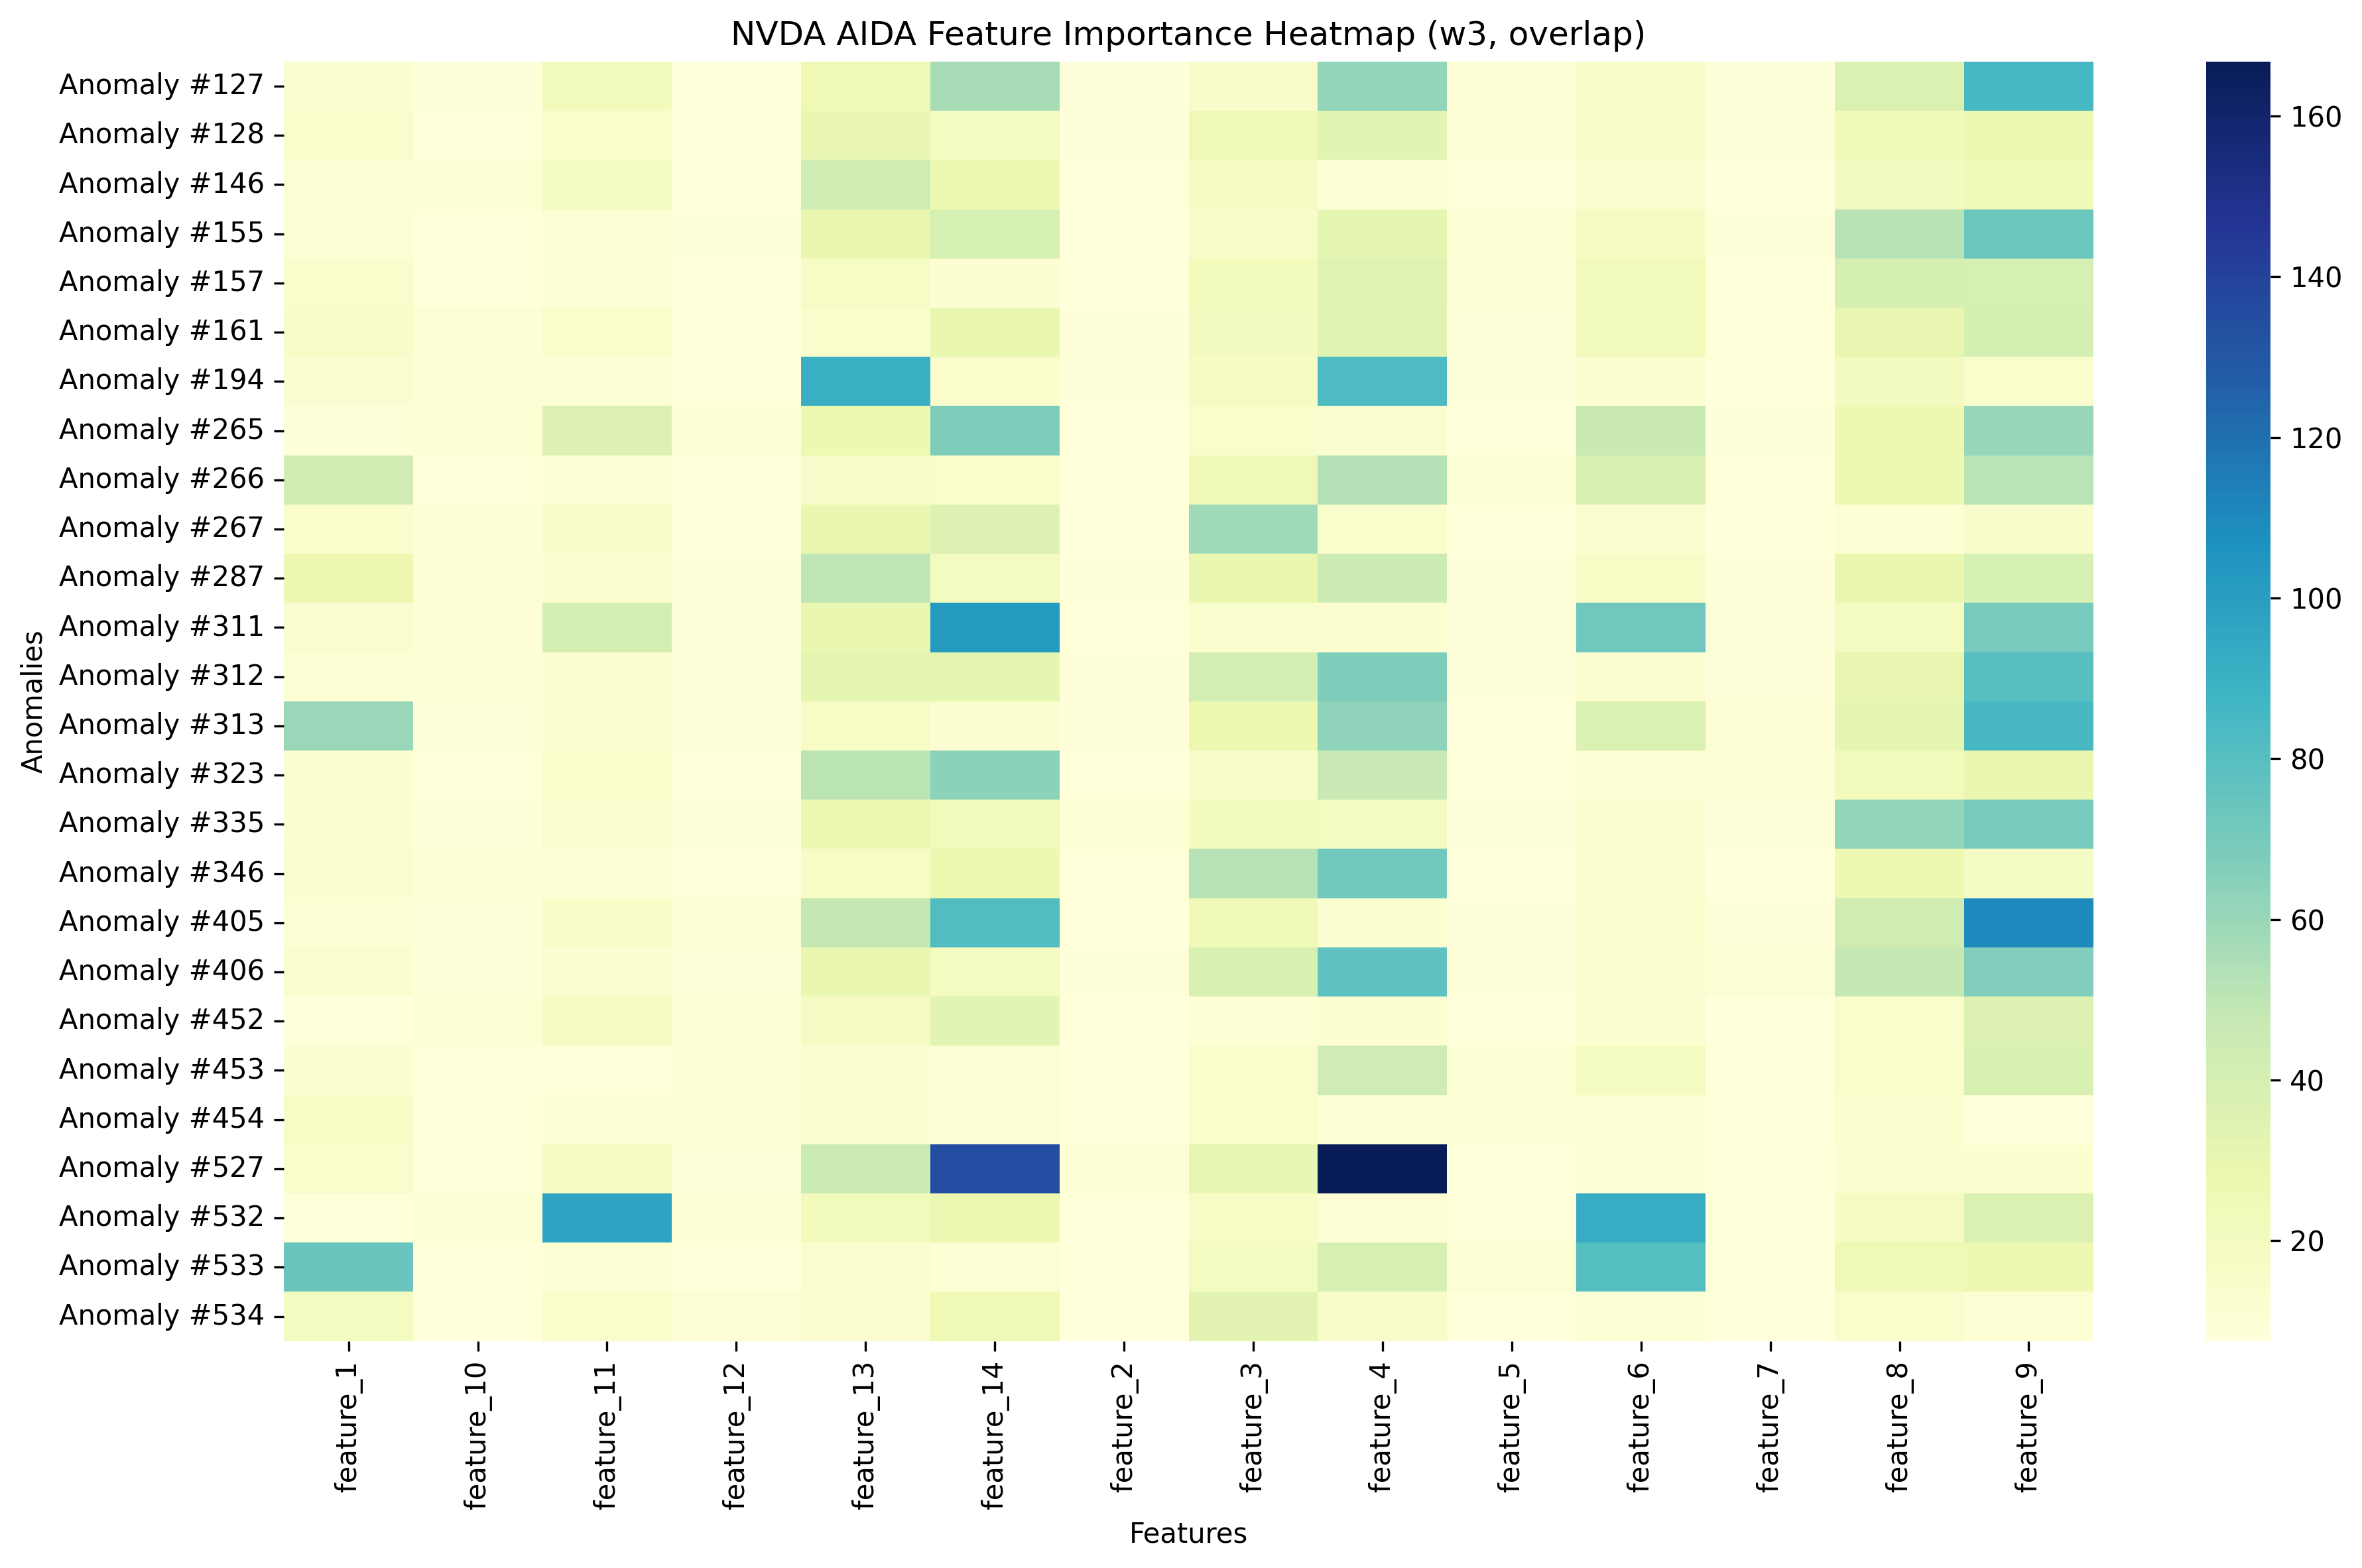 NVDA AIDA Feature Importance Heatmap (w3, overlap)
Anomalies
Anomaly #127
Anomaly #128
Anomaly #146
Anomaly #155
Anomaly #157
Anomaly #161
Anomaly #194
Anomaly #265
Anomaly #266
Anomaly #267
Anomaly #287
Anomaly #311
Anomaly #312
Anomaly #313
Anomaly #323
Anomaly #335
Anomaly #346
Anomaly #405
Anomaly #406
Anomaly #452
Anomaly #453
Anomaly #454
Anomaly #527
Anomaly #532
Anomaly #533
Anomaly #534
feature_1
feature_10
feature_11
feature_12
feature_13
feature_14
feature_2
feature_3
feature_4
feature_5
feature_6
feature_7
feature_8
feature_9
Features
160
140
120
100
80
60
40
20